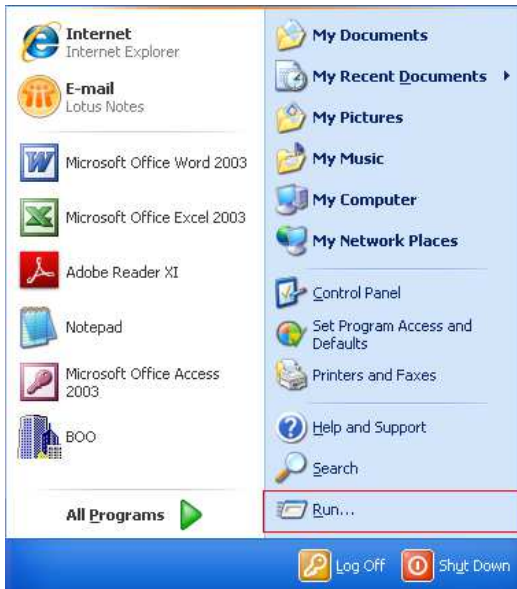 Internet
Internet Explorer
E-mail
Lotus Notes
Microsoft Office Word 2003
Microsoft Office Excel 2003
Adobe Reader XI
Notepad
Microsoft Office Access
2003
BOO
All Programs
My Documents
My Recent Documents
My Pictures
My Music
My Computer
My Network Places
Control Panel
Set Program Access and
Defaults
Printers and Faxes
Help and Support
Search
Run...
Log Off
Shut Down